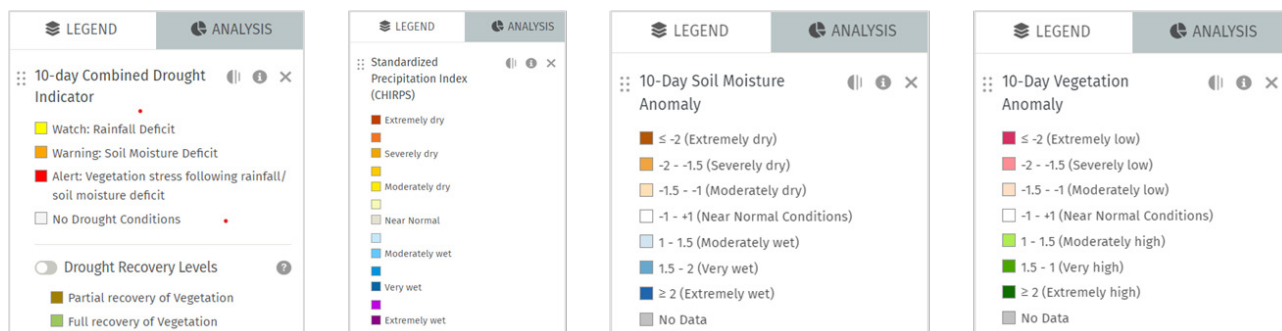 LEGEND
ANALYSIS
10-day Combined Drought
Indicator
Watch: Rainfall Deficit
Warning: Soil Moisture Deficit
Alert: Vegetation stress following rainfall/
soil moisture deficit
No Drought Conditions
Drought Recovery Levels
Partial recovery of Vegetation
Full recovery of Vegetation
LEGEND
ANALYSIS
Standardized
Precipitation Index
(CHIRPS)
Extremely dry
Severely dry
Moderately dry
Near Normal
Moderately wet
Very wet
Extremely wet
LEGEND
ANALYSIS
10-Day Soil Moisture
Anomaly
≤ -2 (Extremely dry)
-2 - -1.5 (Severely dry)
-1.5 - -1 (Moderately dry)
-1 - +1 (Near Normal Conditions)
1 - 1.5 (Moderately wet)
1.5 - 2 (Very wet)
≥ 2 (Extremely wet)
No Data
LEGEND
ANALYSIS
10-Day Vegetation
Anomaly
≤ -2 (Extremely low)
-2 - -1.5 (Severely low)
-1.5 - -1 (Moderately low)
-1 - +1 (Near Normal Conditions)
1 - 1.5 (Moderately high)
1.5 - 1 (Very high)
≥ 2 (Extremely high)
No Data